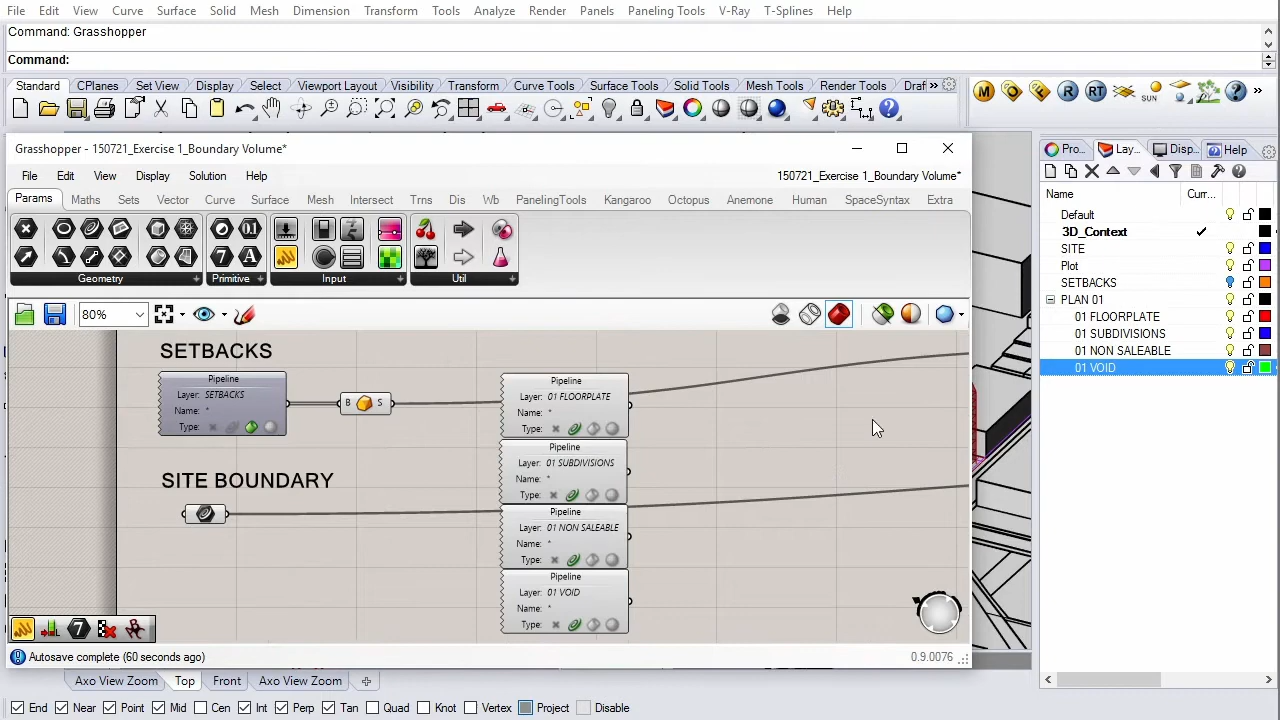 File Edit View Curve Surface Solid Mesh Dimension Transform Tools Analyze Render Panels Paneling Tools V-Ray T-Splines Help
Command: Grasshopper
Command:
Standard CPlanes Set View Display Select Viewport Layout Visibility Transform Curve Tools Surface Tools Solid Tools Mesh Tools Render Tools Draf »
M R RT SUN »
Grasshopper - 150721_Exercise 1_Boundary Volume*
Pro... Lay... Disp... Help
File Edit View Display Solution Help 150721_Exercise 1_Boundary Volume*
Params Maths Sets Vector Curve Surface Mesh Intersect Trns Dis Wb PanelingTools Kangaroo Octopus Anemone Human SpaceSyntax Extra
Geometry Primitive Input Util
80%
Name Curr...
Default
3D_Context
SITE
Plot
SETBACKS
PLAN 01
01 FLOORPLATE
01 SUBDIVISIONS
01 NON SALEABLE
01 VOID
SETBACKS
Pipeline
Layer: SETBACKS
Name: *
Type:
B S
Pipeline
Layer: 01 FLOORPLATE
Name: *
Type:
Pipeline
Layer: 01 SUBDIVISIONS
Name: *
Type:
SITE BOUNDARY
Pipeline
Layer: 01 NON SALEABLE
Name: *
Type:
Pipeline
Layer: 01 VOID
Name: *
Type:
Autosave complete (60 seconds ago) 0.9.0076
Axo View Zoom Top Front Axo View Zoom
End Near Point Mid Cen Int Perp Tan Quad Knot Vertex Project Disable